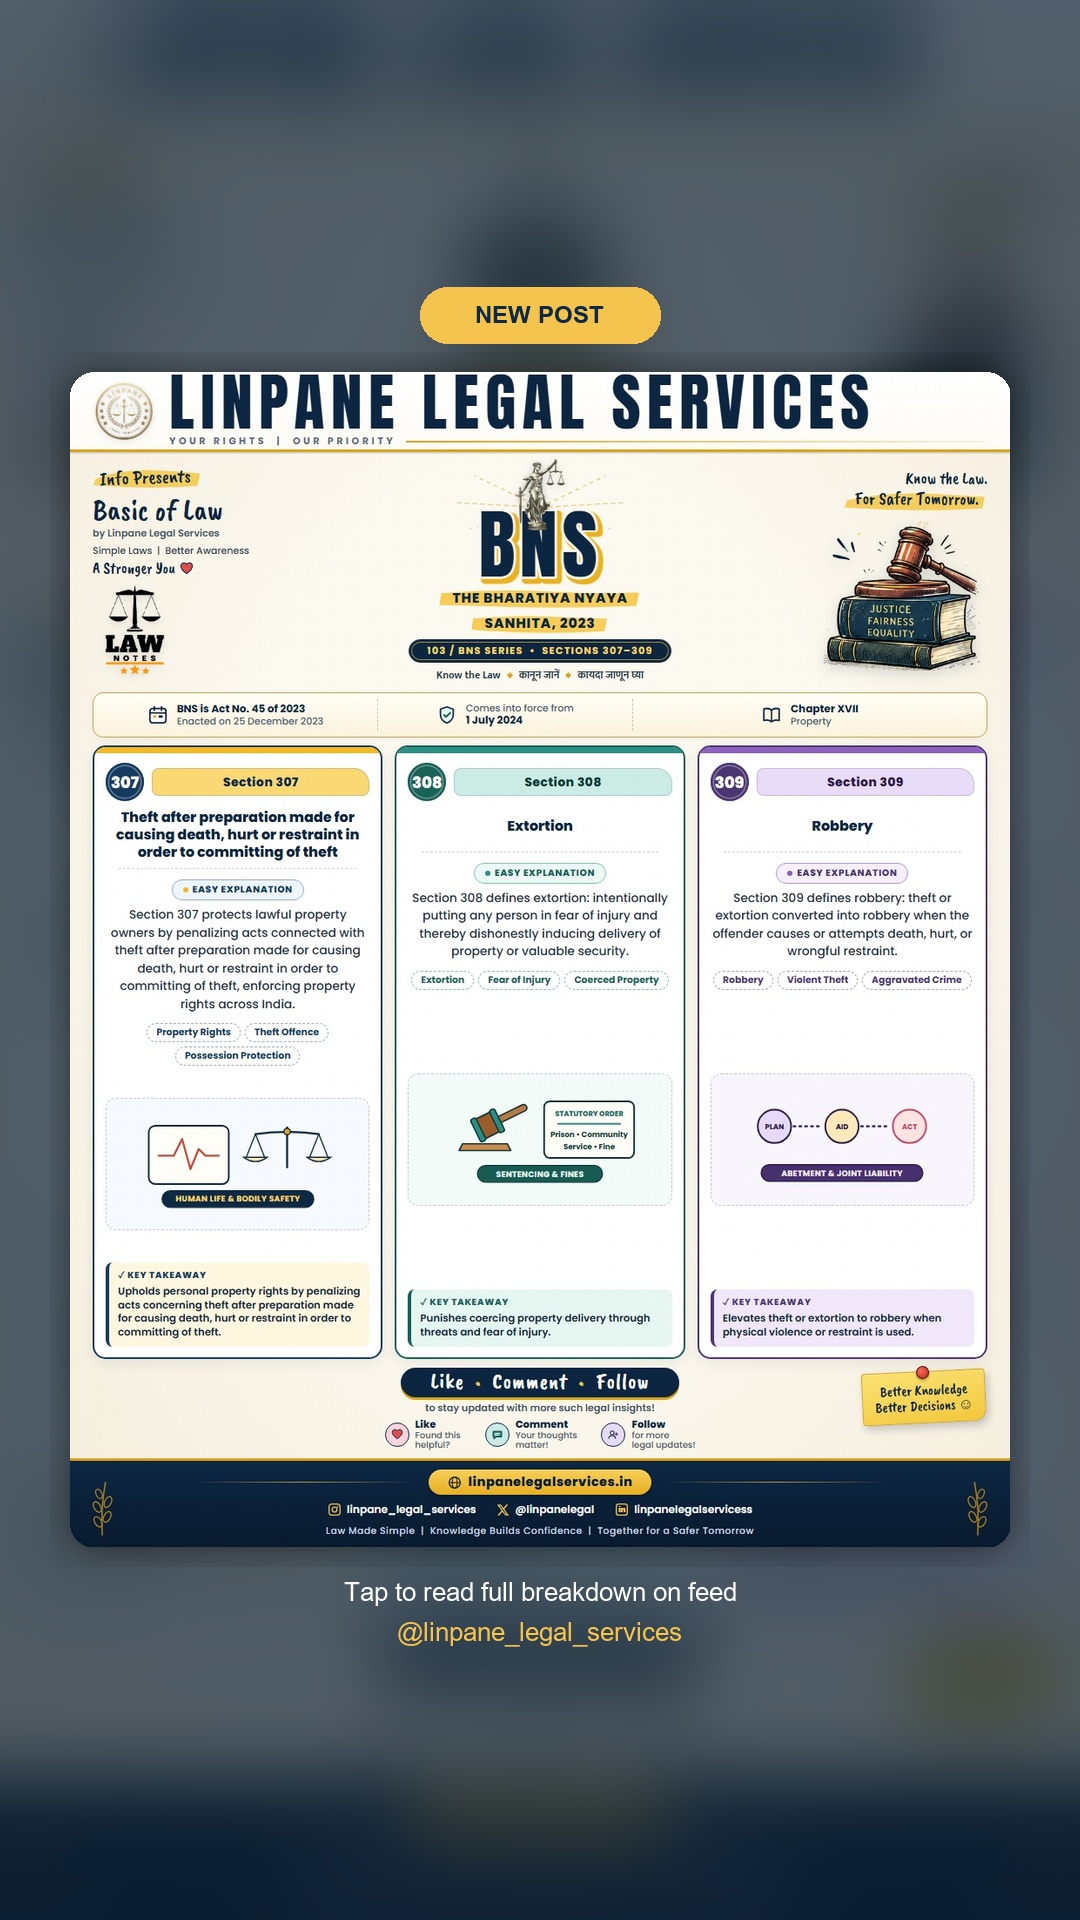 NEW POST
LINPANE LEGAL SERVICES
YOUR RIGHTS | OUR PRIORITY
Info Presents
Basic of Law
by Linpane Legal Services
Simple Laws | Better Awareness
A Stronger You ❤
LAW
NOTES
BNS
THE BHARATIYA NYAYA
SANHITA, 2023
103 / BNS SERIES • SECTIONS 307–309
Know the Law ◆ कानून जानें ◆ कायदा जाणून घ्या
Know the Law.
For Safer Tomorrow.
JUSTICE
FAIRNESS
EQUALITY
BNS is Act No. 45 of 2023
Enacted on 25 December 2023
Comes into force from
1 July 2024
Chapter XVII
Property
307
Section 307
Theft after preparation made for
causing death, hurt or restraint in
order to committing of theft
EASY EXPLANATION
Section 307 protects lawful property
owners by penalizing acts connected with
theft after preparation made for causing
death, hurt or restraint in order to
committing of theft, enforcing property
rights across India.
Property Rights
Theft Offence
Possession Protection
HUMAN LIFE & BODILY SAFETY
✓ KEY TAKEAWAY
Upholds personal property rights by penalizing
acts concerning theft after preparation made
for causing death, hurt or restraint in order to
committing of theft.
308
Section 308
Extortion
EASY EXPLANATION
Section 308 defines extortion: intentionally
putting any person in fear of injury and
thereby dishonestly inducing delivery of
property or valuable security.
Extortion
Fear of Injury
Coerced Property
STATUTORY ORDER
Prison • Community
Service • Fine
SENTENCING & FINES
✓ KEY TAKEAWAY
Punishes coercing property delivery through
threats and fear of injury.
309
Section 309
Robbery
EASY EXPLANATION
Section 309 defines robbery: theft or
extortion converted into robbery when the
offender causes or attempts death, hurt, or
wrongful restraint.
Robbery
Violent Theft
Aggravated Crime
PLAN
AID
ACT
ABETMENT & JOINT LIABILITY
✓ KEY TAKEAWAY
Elevates theft or extortion to robbery when
physical violence or restraint is used.
Like • Comment • Follow
to stay updated with more such legal insights!
Like
Found this
helpful?
Comment
Your thoughts
matter!
Follow
for more
legal updates!
Better Knowledge
Better Decisions ☺
linpanelegalservices.in
linpane_legal_services
@linpanelegal
linpanelegalservicess
Law Made Simple | Knowledge Builds Confidence | Together for a Safer Tomorrow
Tap to read full breakdown on feed
@linpane_legal_services